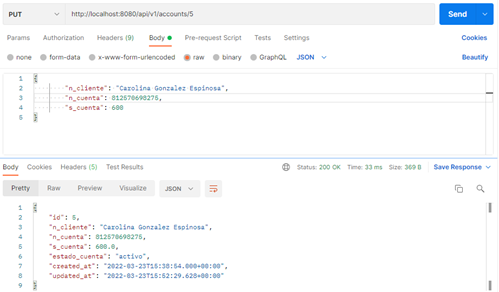 PUT http://localhost:8080/api/v1/accounts/5 Send
Params Authorization Headers (9) Body Pre-request Script Tests Settings Cookies
none form-data x-www-form-urlencoded raw binary GraphQL JSON Beautify
1 {
2 "n_cliente": "Carolina Gonzalez Espinosa",
3 "n_cuenta": 812570698275,
4 "s_cuenta": 600
5 }
Body Cookies Headers (5) Test Results Status: 200 OK Time: 33 ms Size: 369 B Save Response
Pretty Raw Preview Visualize JSON
1 {
2 "id": 5,
3 "n_cliente": "Carolina Gonzalez Espinosa",
4 "n_cuenta": 812570698275,
5 "s_cuenta": 600.0,
6 "estado_cuenta": "activo",
7 "created_at": "2022-03-23T15:38:54.000+00:00",
8 "updated_at": "2022-03-23T15:52:29.628+00:00"
9 }